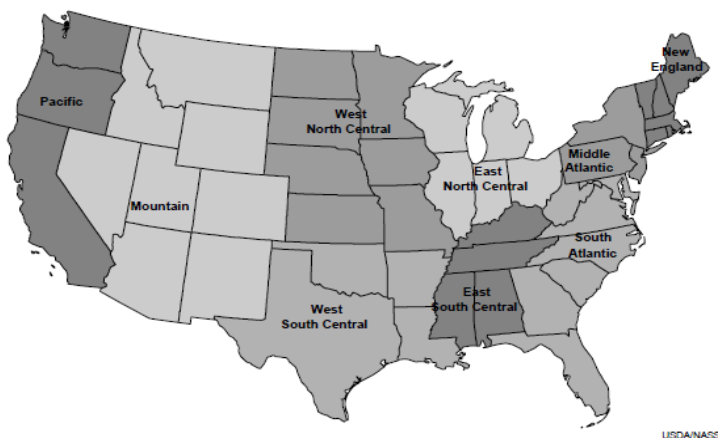 New
England
Pacific
West
North Central
Middle
Atlantic
East
North Central
Mountain
South
Atlantic
East
South Central
West
South Central
USDA/NASS